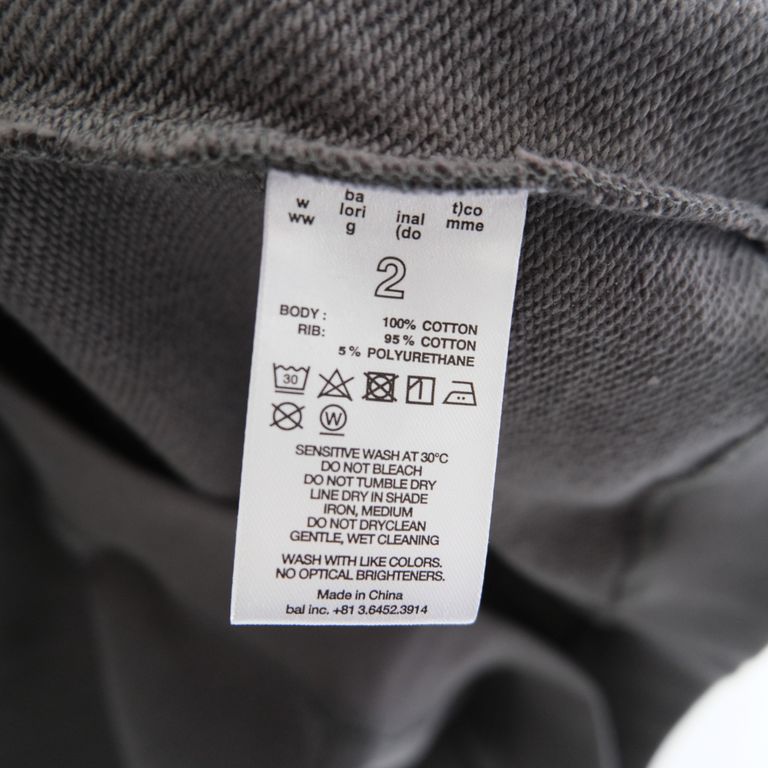 w ba inal t)co
ww lori (do mme
g
2
BODY : 100% COTTON
RIB: 95% COTTON
5% POLYURETHANE
30
W
SENSITIVE WASH AT 30°C
DO NOT BLEACH
DO NOT TUMBLE DRY
LINE DRY IN SHADE
IRON, MEDIUM
DO NOT DRYCLEAN
GENTLE, WET CLEANING
WASH WITH LIKE COLORS.
NO OPTICAL BRIGHTENERS.
Made in China
bal inc. +81 3.6452.3914